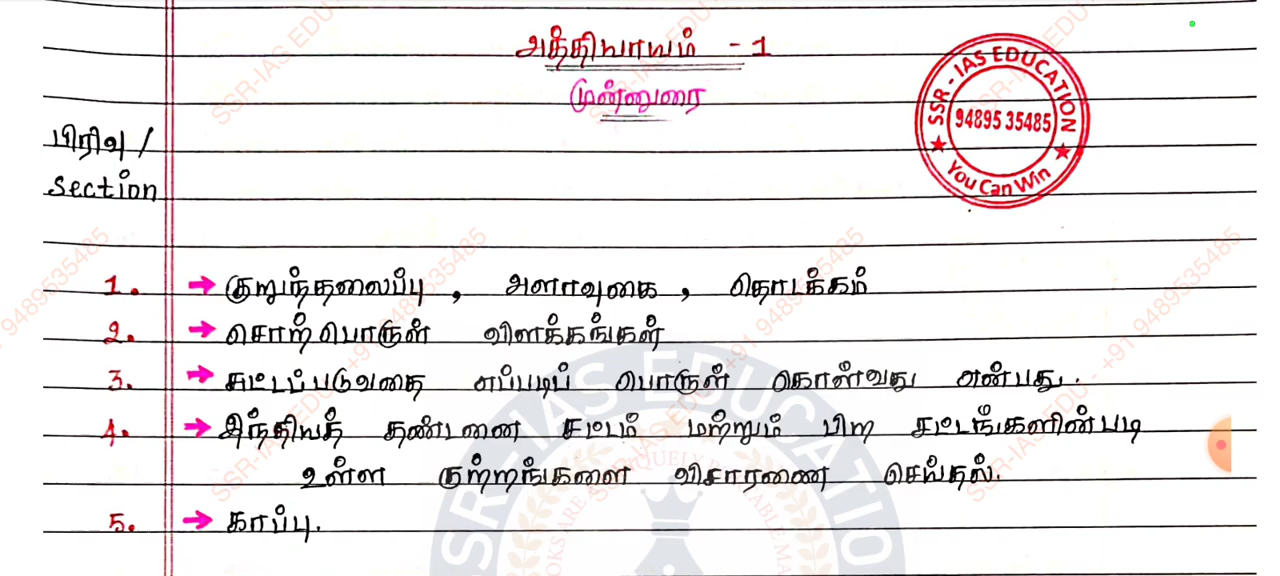 அத்தியாயம் - 1
முன்னுரை
SSR - IAS EDUCATION
94895 35485
You Can Win
பிரிவு /
Section
1. → குறுந்தலைப்பு , அளாவுகை , தொடக்கம்
2. → சொற்பொருள் விளக்கங்கள்
3. → சுட்டப்படுவதை எப்படிப் பொருள் கொள்வது என்பது.
4. → இந்தியத் தண்டனை சட்டம் மற்றும் பிற சட்டங்களின்படி
உள்ள குற்றங்களை விசாரணை செய்தல்.
5. → காப்பு.